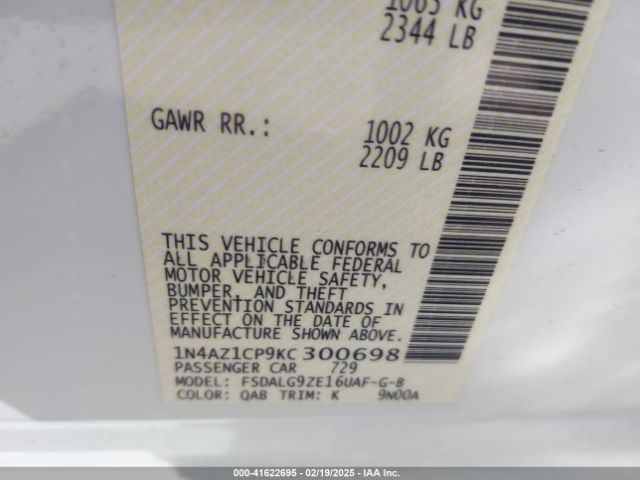 1065 KG
2344 LB
GAWR RR.: 1002 KG
2209 LB
THIS VEHICLE CONFORMS TO
ALL APPLICABLE FEDERAL
MOTOR VEHICLE SAFETY,
BUMPER, AND THEFT
PREVENTION STANDARDS IN
EFFECT ON THE DATE OF
MANUFACTURE SHOWN ABOVE.
1N4AZ1CP9KC300698
PASSENGER CAR 729
MODEL: FSDALG9ZE16UAF-G-B
COLOR: QAB TRIM: K 9N00A
000-41622695 - 02/19/2025 - IAA Inc.